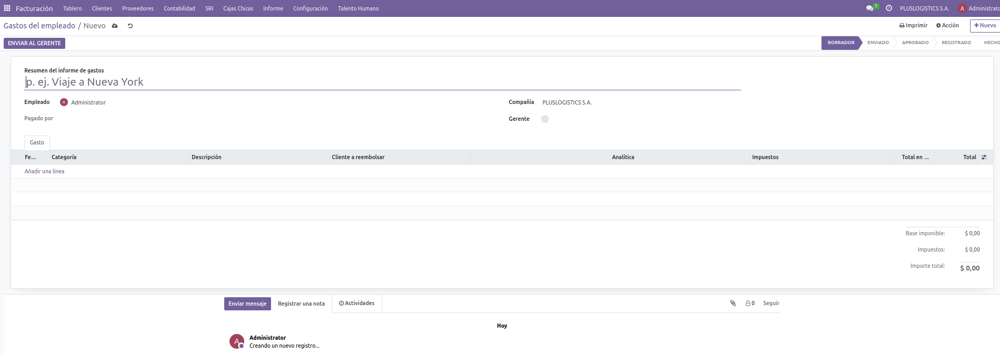 Facturación Tablero Clientes Proveedores Contabilidad SRI Cajas Chicas Informe Configuración Talento Humano 5 PLUSLOGISTICS S.A. A Administrato
Gastos del empleado / Nuevo Imprimir Acción + Nuevo
ENVIAR AL GERENTE BORRADOR ENVIADO APROBADO REGISTRADO HECHO
Resumen del informe de gastos
p. ej. Viaje a Nueva York
Empleado A Administrator Compañía PLUSLOGISTICS S.A.
Pagado por Gerente
Gasto
Fe... Categoría Descripción Cliente a reembolsar Analítica Impuestos Total en ... Total
Añadir una línea
Base imponible: $ 0,00
Impuestos: $ 0,00
Importe total: $ 0,00
Enviar mensaje Registrar una nota Actividades 0 Seguir
Hoy
A Administrator
Creando un nuevo registro...